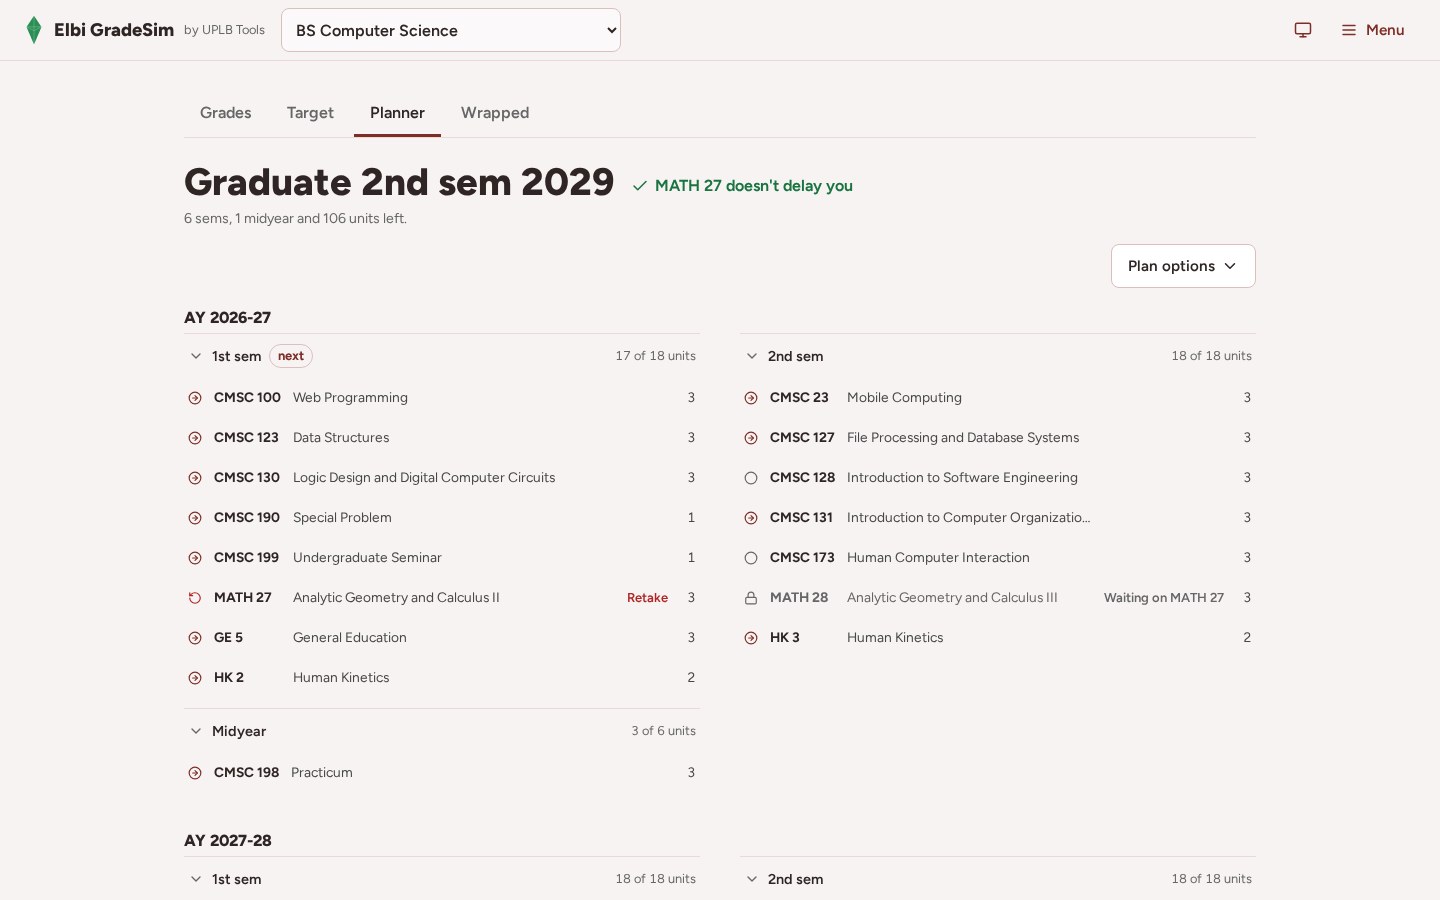 Elbi GradeSim by UPLB Tools BS Computer Science Menu
Grades Target Planner Wrapped
Graduate 2nd sem 2029 MATH 27 doesn't delay you
6 sems, 1 midyear and 106 units left.
Plan options
AY 2026-27
1st sem next 17 of 18 units
CMSC 100 Web Programming 3
CMSC 123 Data Structures 3
CMSC 130 Logic Design and Digital Computer Circuits 3
CMSC 190 Special Problem 1
CMSC 199 Undergraduate Seminar 1
MATH 27 Analytic Geometry and Calculus II Retake 3
GE 5 General Education 3
HK 2 Human Kinetics 2
2nd sem 18 of 18 units
CMSC 23 Mobile Computing 3
CMSC 127 File Processing and Database Systems 3
CMSC 128 Introduction to Software Engineering 3
CMSC 131 Introduction to Computer Organizatio... 3
CMSC 173 Human Computer Interaction 3
MATH 28 Analytic Geometry and Calculus III Waiting on MATH 27 3
HK 3 Human Kinetics 2
Midyear 3 of 6 units
CMSC 198 Practicum 3
AY 2027-28
1st sem 18 of 18 units
2nd sem 18 of 18 units